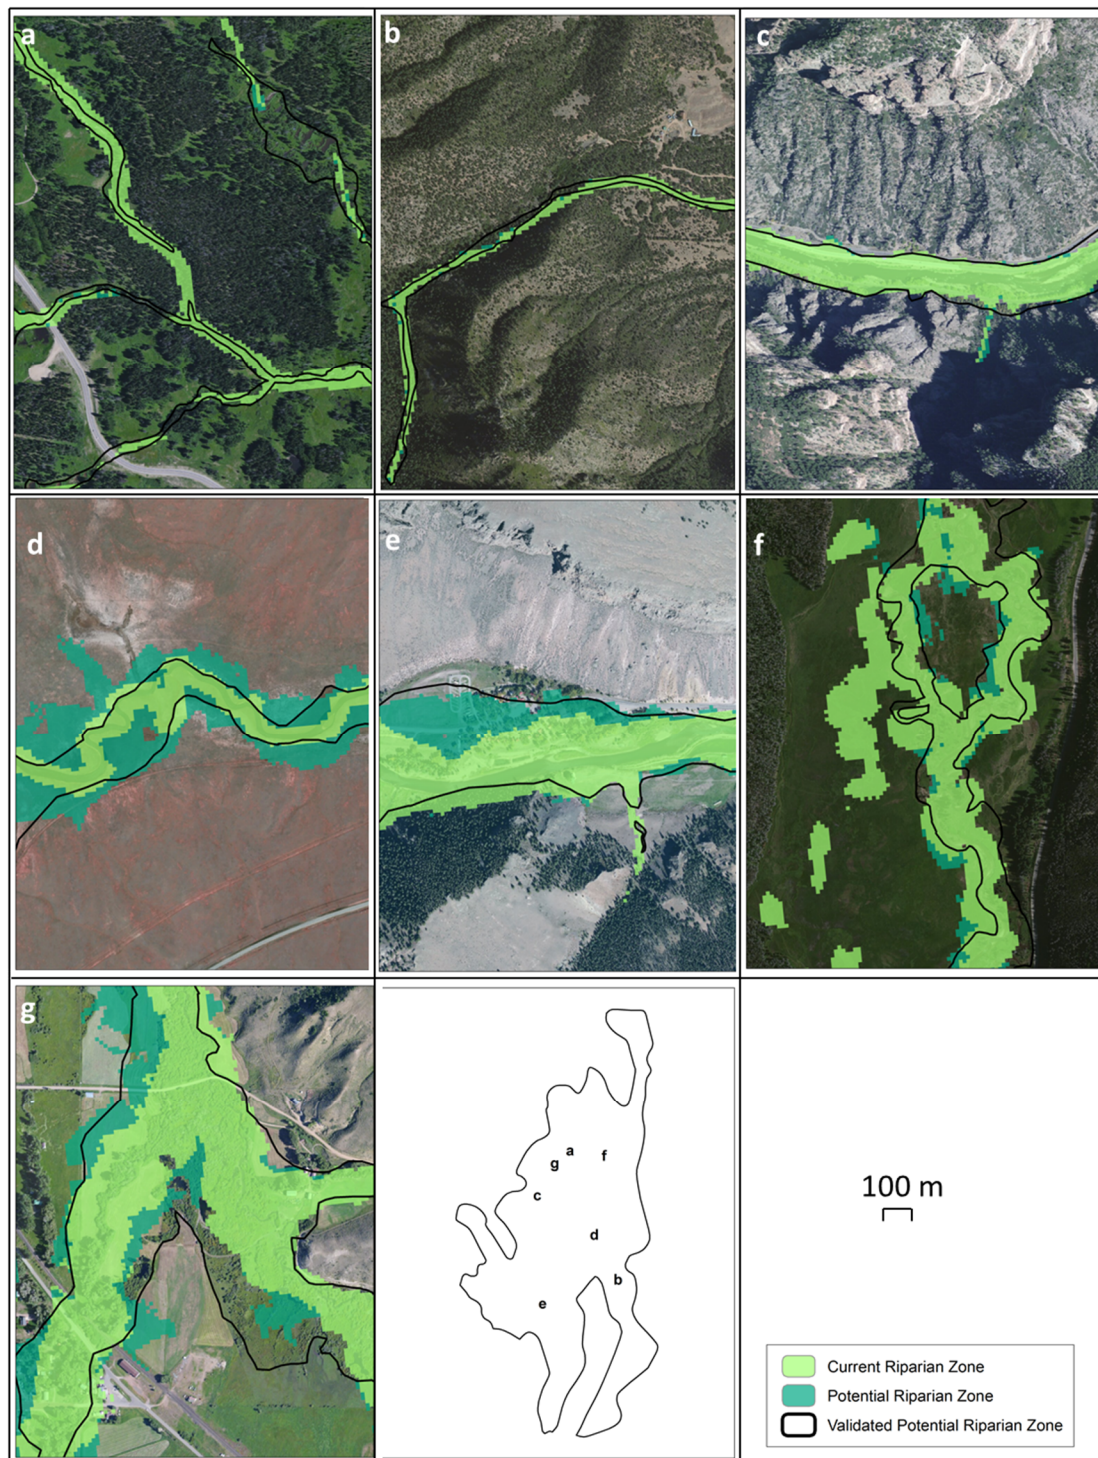 a
b
c
d
e
f
g
a
g
f
c
d
b
e
100 m
Current Riparian Zone
Potential Riparian Zone
Validated Potential Riparian Zone